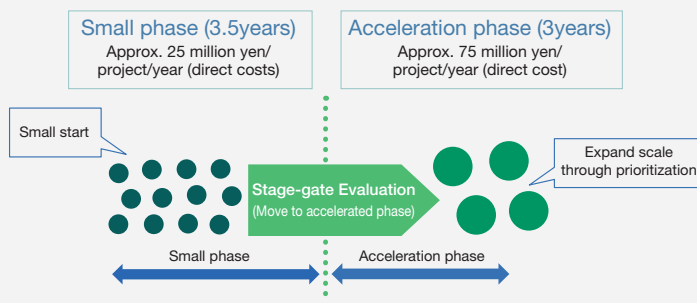 Small phase (3.5years)
Approx. 25 million yen/
project/year (direct costs)
Acceleration phase (3years)
Approx. 75 million yen/
project/year (direct cost)
Small start
Stage-gate Evaluation
(Move to accelerated phase)
Expand scale
through prioritization
Small phase
Acceleration phase